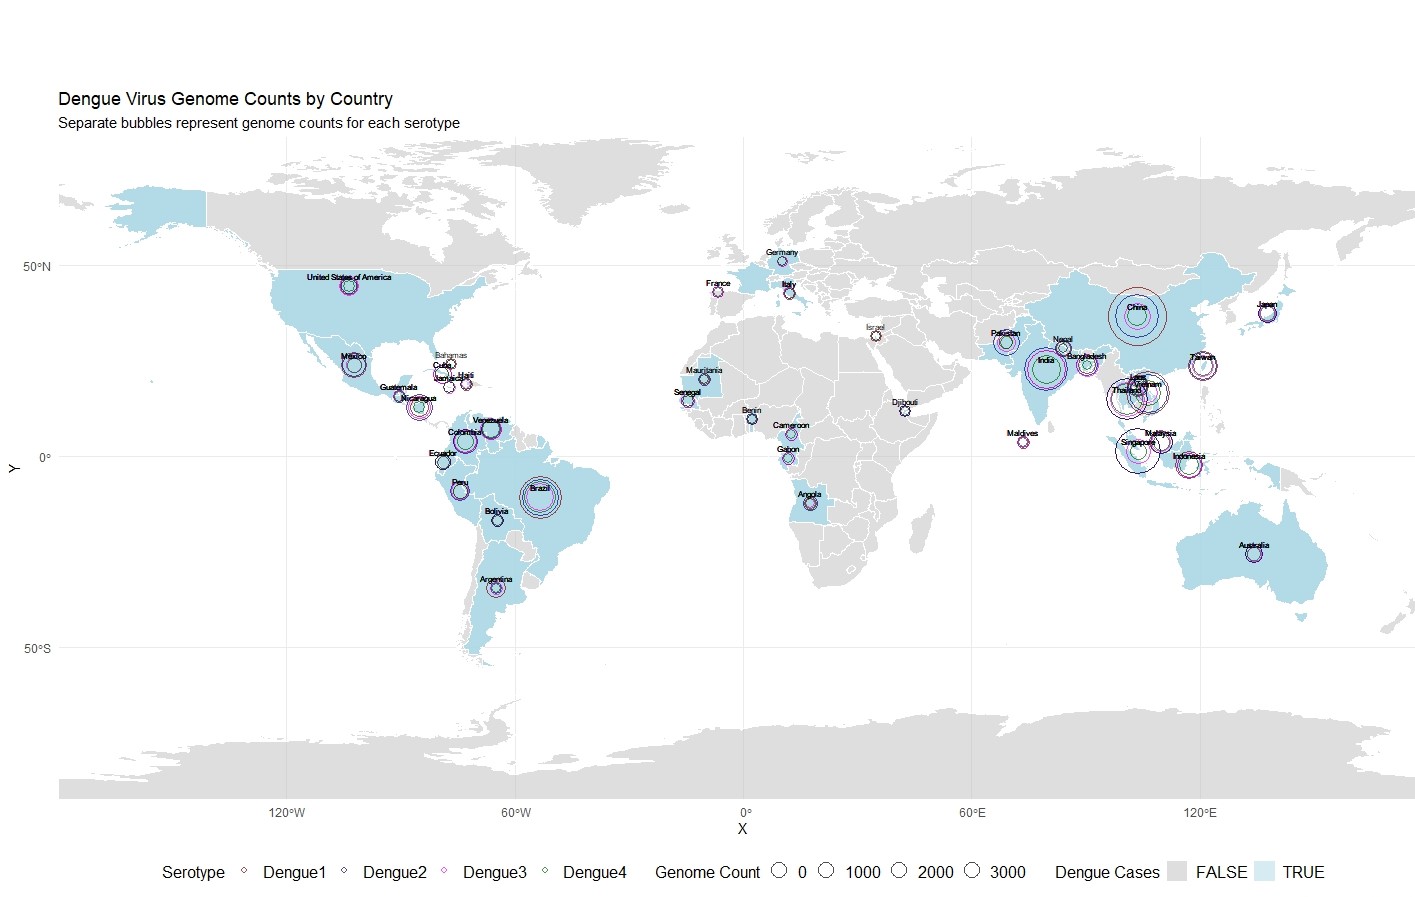 Dengue Virus Genome Counts by Country
Separate bubbles represent genome counts for each serotype
50°N
0°
50°S
Y
Germany
United States of America
France
Italy
China
Japan
Israel
Pakistan
Nepal
Mexico
Bahamas
Cuba
Jamaica
Haiti
India
Bangladesh
Taiwan
Mauritania
Guatemala
Nicaragua
Senegal
Laos
Vietnam
Thailand
Djibouti
Benin
Venezuela
Cameroon
Colombia
Maldives
Malaysia
Singapore
Ecuador
Gabon
Indonesia
Peru
Brazil
Angola
Bolivia
Australia
Argentina
120°W 60°W 0° 60°E 120°E
X
Serotype Dengue1 Dengue2 Dengue3 Dengue4 Genome Count 0 1000 2000 3000 Dengue Cases FALSE TRUE